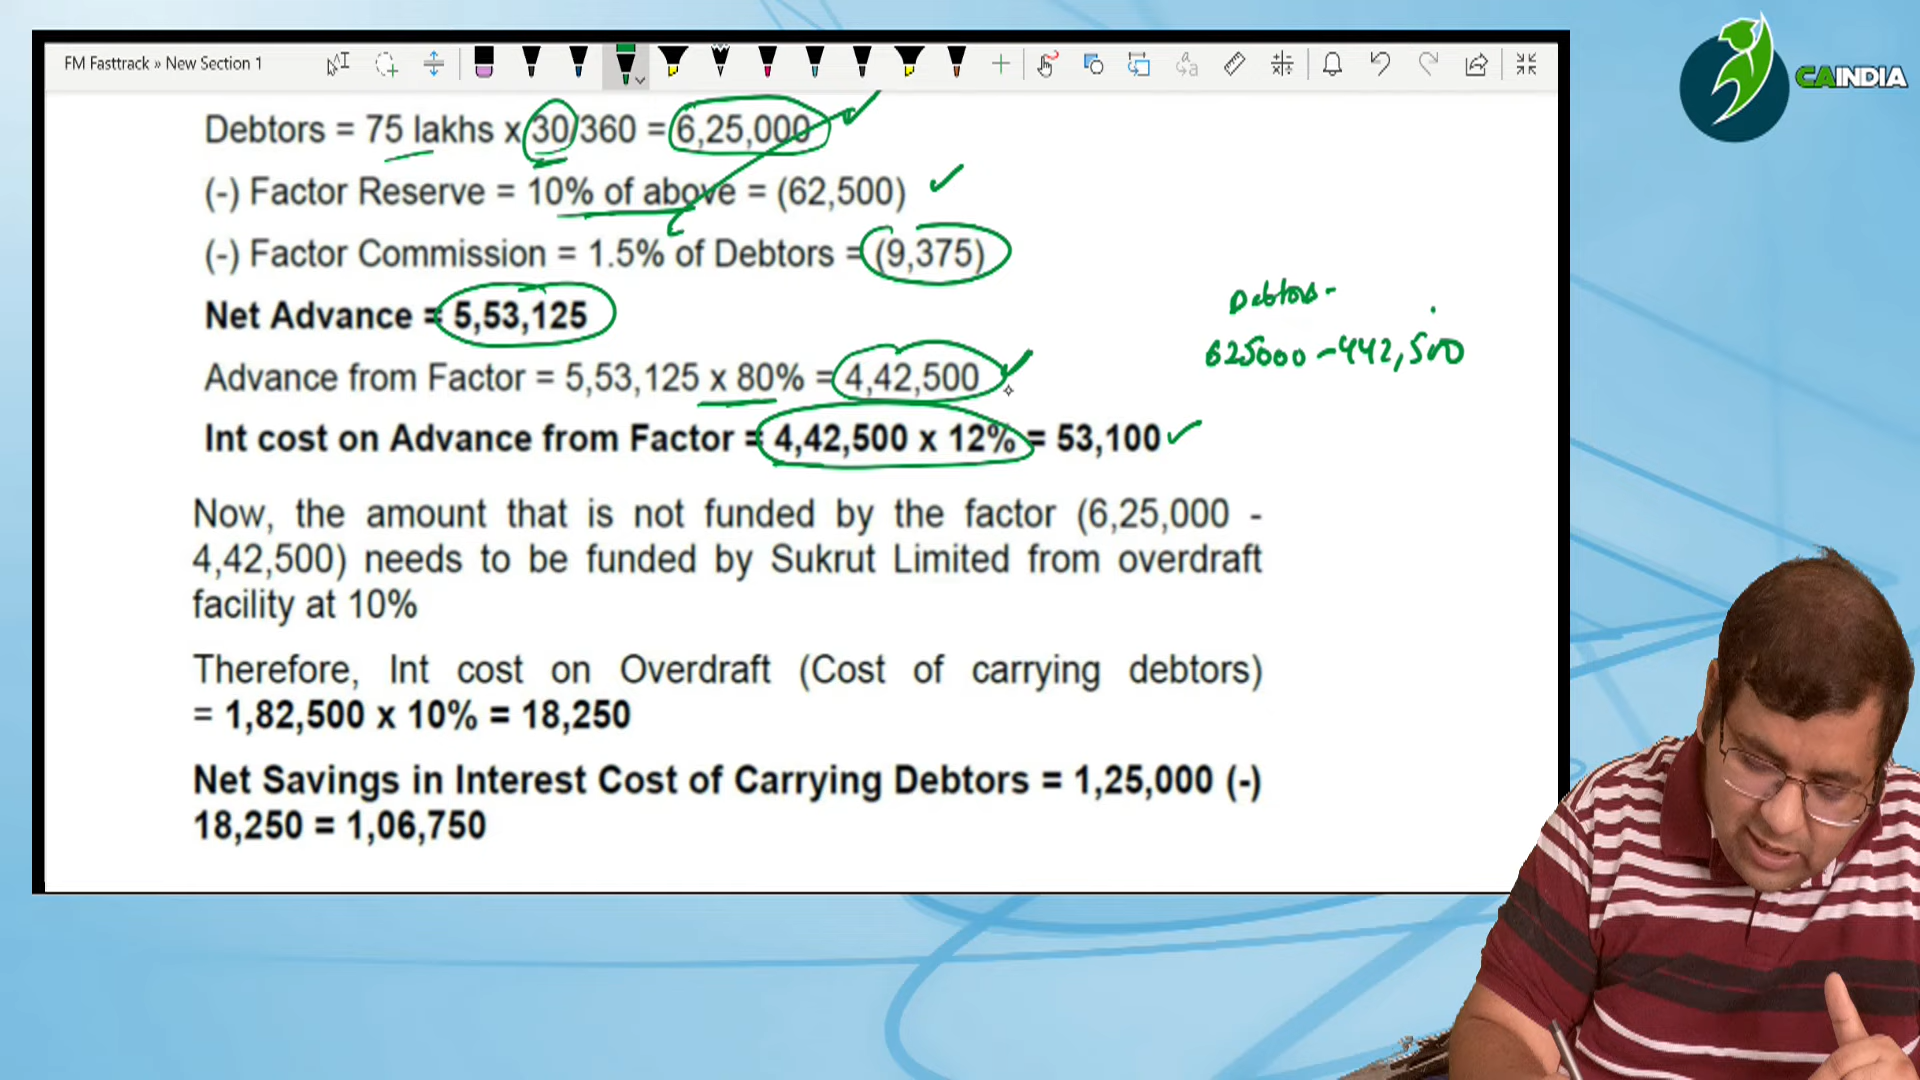 FM Fasttrack » New Section 1
CAINDIA
Debtors = 75 lakhs x 30/360 = 6,25,000
(-) Factor Reserve = 10% of above = (62,500)
(-) Factor Commission = 1.5% of Debtors = (9,375)
Net Advance = 5,53,125
Advance from Factor = 5,53,125 x 80% = 4,42,500
Int cost on Advance from Factor = 4,42,500 x 12% = 53,100
Debtors -
625000 - 442,500
Now, the amount that is not funded by the factor (6,25,000 -
4,42,500) needs to be funded by Sukrut Limited from overdraft
facility at 10%
Therefore, Int cost on Overdraft (Cost of carrying debtors)
= 1,82,500 x 10% = 18,250
Net Savings in Interest Cost of Carrying Debtors = 1,25,000 (-)
18,250 = 1,06,750